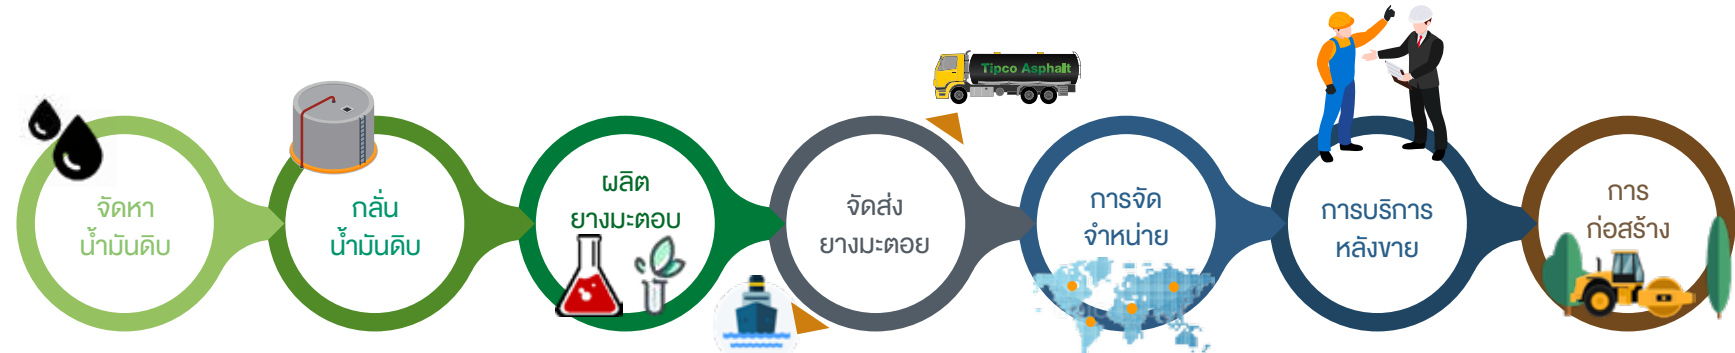 จัดหา
น้ำมันดิบ
กลั่น
น้ำมันดิบ
ผลิต
ยางมะตอบ
จัดส่ง
ยางมะตอย
Tipco Asphalt
การจัด
จำหน่าย
การบริการ
หลังขาย
การ
ก่อสร้าง